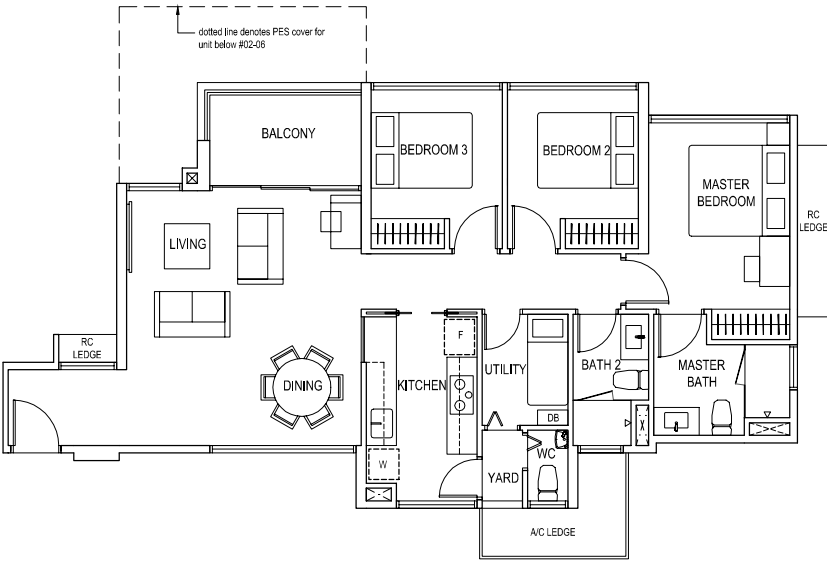 dotted line denotes PES cover for
unit below #02-06
BALCONY
BEDROOM 3
BEDROOM 2
MASTER
BEDROOM
RC
LEDGE
LIVING
RC
LEDGE
F
KITCHEN
UTILITY
BATH 2
MASTER
BATH
DINING
DB
WC
W
YARD
A/C LEDGE